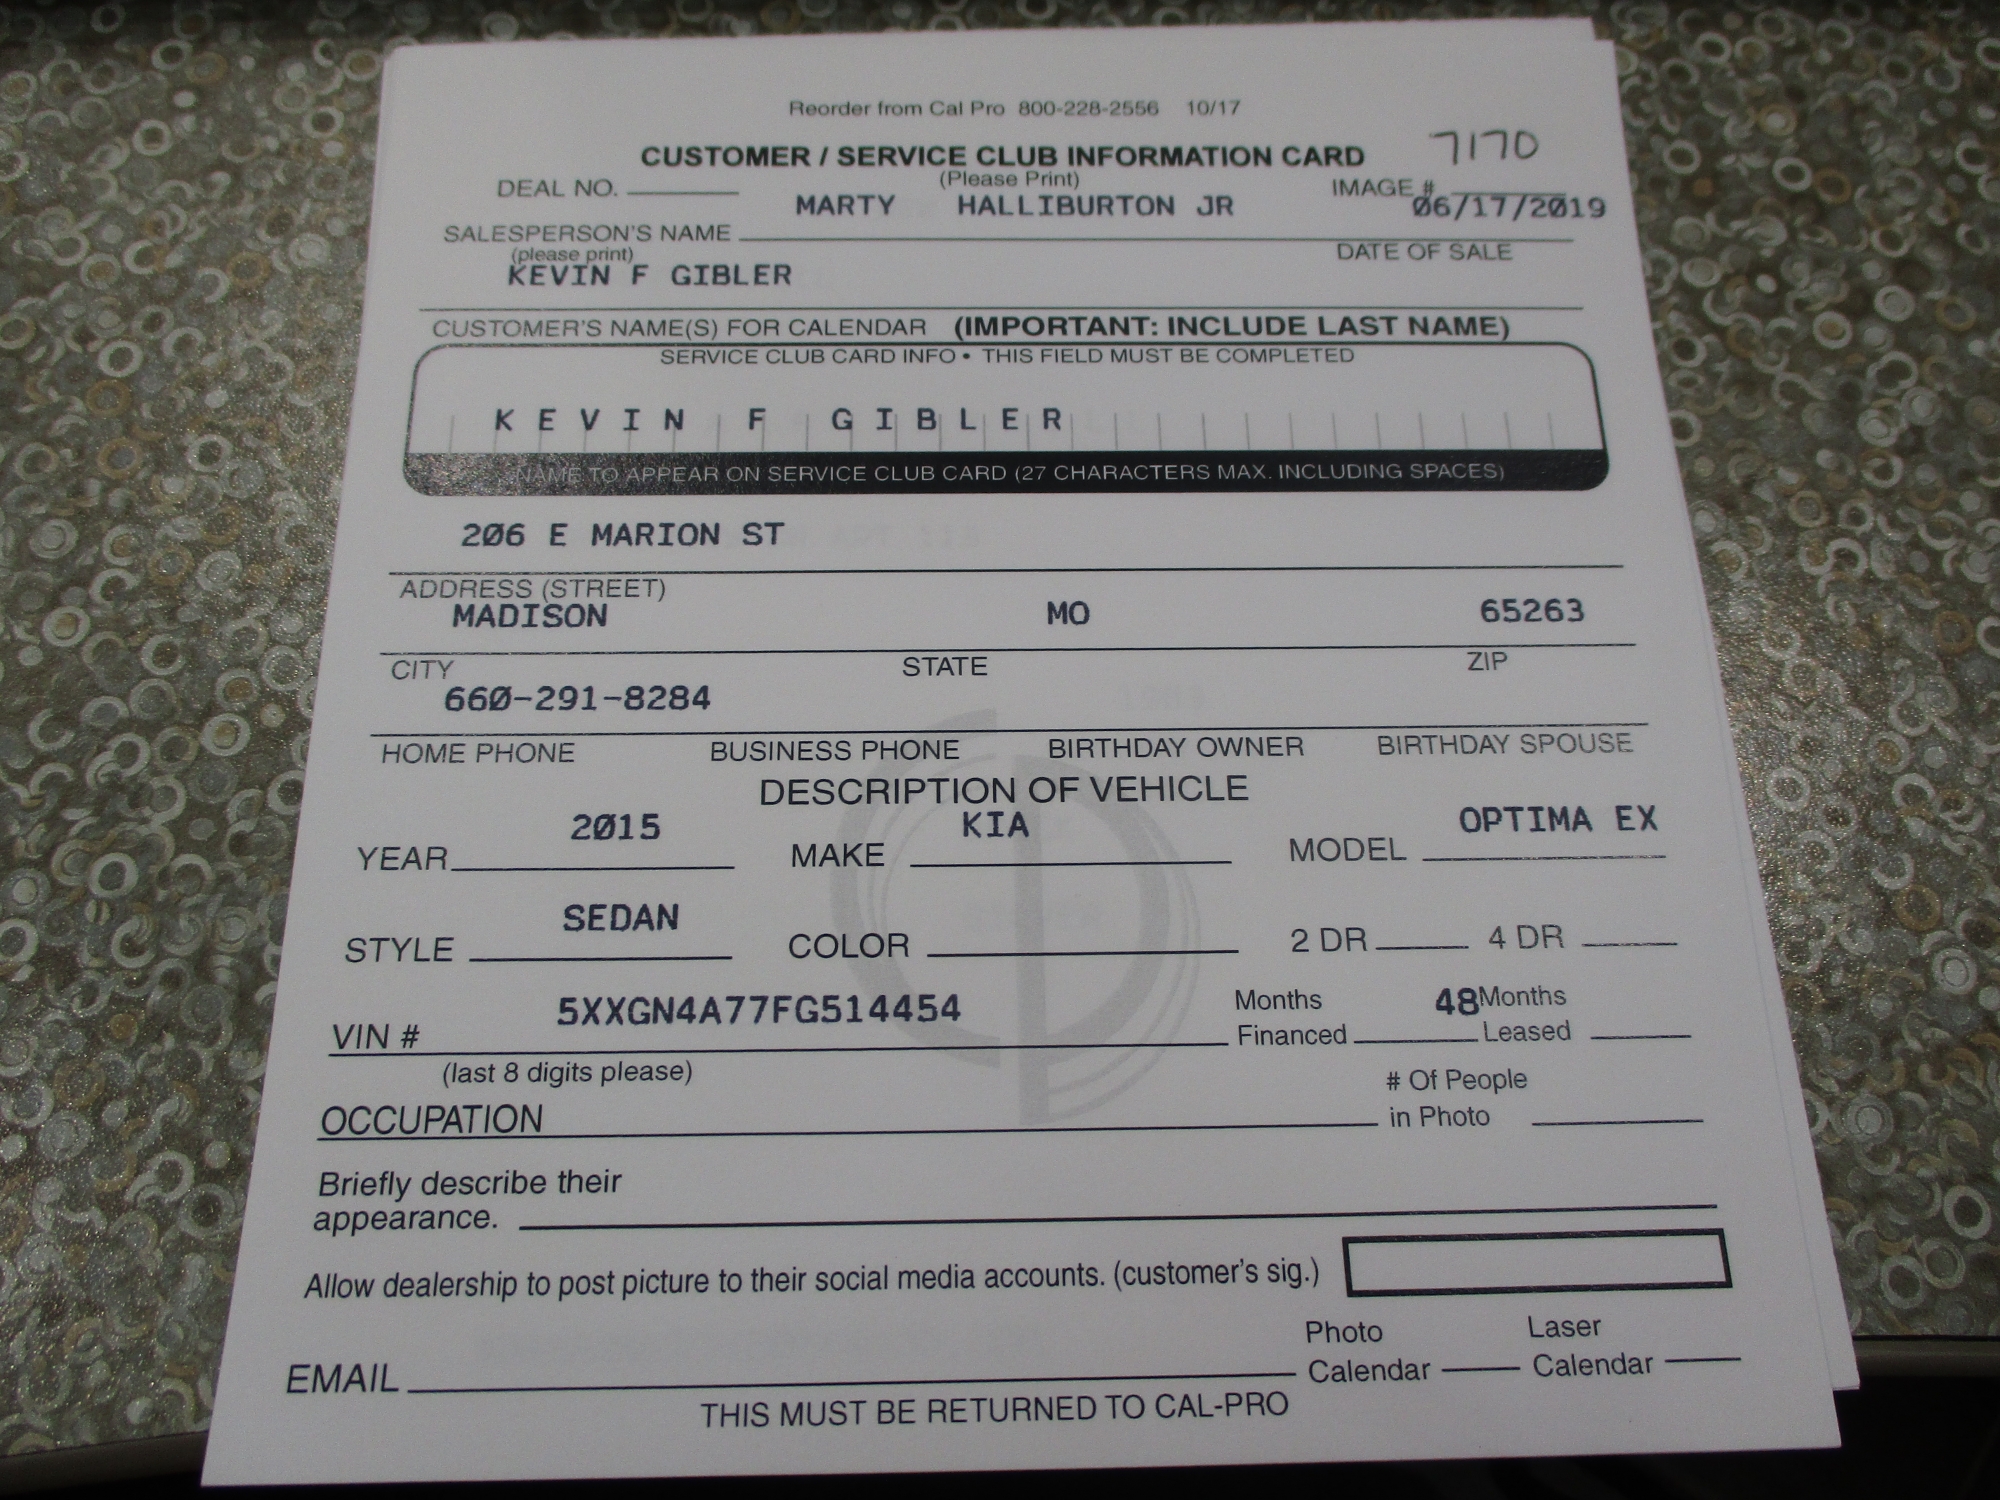 Reorder from Cal Pro 800-228-2556 10/17
CUSTOMER / SERVICE CLUB INFORMATION CARD 7170
(Please Print)
DEAL NO. IMAGE #
MARTY HALLIBURTON JR 06/17/2019
SALESPERSON'S NAME
(please print) DATE OF SALE
KEVIN F GIBLER
CUSTOMER'S NAME(S) FOR CALENDAR (IMPORTANT: INCLUDE LAST NAME)
SERVICE CLUB CARD INFO • THIS FIELD MUST BE COMPLETED
KEVIN F GIBLER
NAME TO APPEAR ON SERVICE CLUB CARD (27 CHARACTERS MAX. INCLUDING SPACES)
206 E MARION ST
ADDRESS (STREET)
MADISON MO 65263
CITY STATE ZIP
660-291-8284
HOME PHONE BUSINESS PHONE BIRTHDAY OWNER BIRTHDAY SPOUSE
DESCRIPTION OF VEHICLE
2015 KIA OPTIMA EX
YEAR MAKE MODEL
SEDAN
STYLE COLOR 2 DR 4 DR
5XXGN4A77FG514454 Months 48 Months
VIN # Financed Leased
(last 8 digits please) # Of People
OCCUPATION in Photo
Briefly describe their
appearance.
Allow dealership to post picture to their social media accounts. (customer's sig.)
Photo Laser
EMAIL Calendar Calendar
THIS MUST BE RETURNED TO CAL-PRO